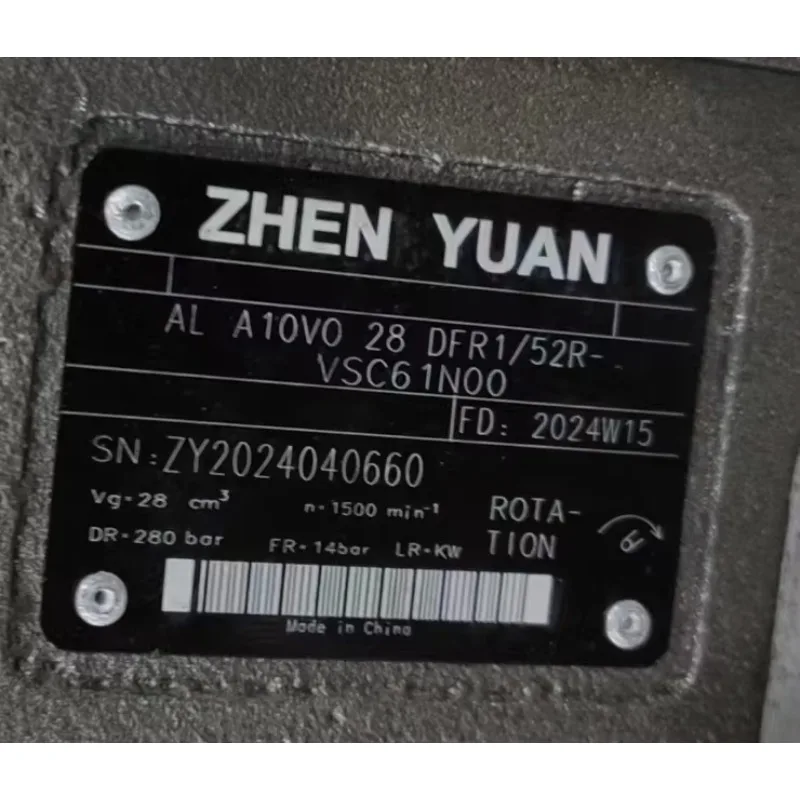 ZHEN YUAN
AL A10VO 28 DFR1/52R-
VSC61N00
FD: 2024W15
SN:ZY2024040660
Vg-28 cm³ n-1500 min⁻¹ ROTA-
DR-280 bar FR-14bar LR-KW TION
Made in China